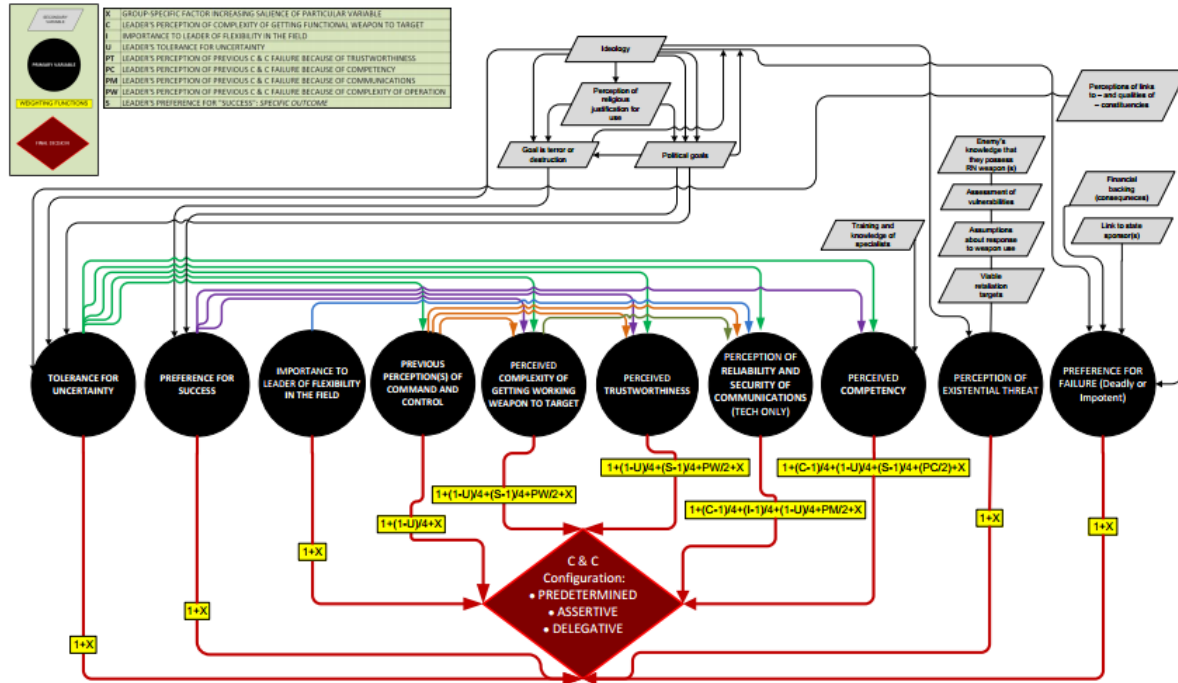 SECONDARY
VARIABLE
PRIMARY VARIABLE
WEIGHTING FUNCTIONS
FINAL DESIGN
X GROUP-SPECIFIC FACTOR INCREASING SALIENCE OF PARTICULAR VARIABLE
C LEADER'S PERCEPTION OF COMPLEXITY OF GETTING FUNCTIONAL WEAPON TO TARGET
I IMPORTANCE TO LEADER OF FLEXIBILITY IN THE FIELD
U LEADER'S TOLERANCE FOR UNCERTAINTY
PT LEADER'S PERCEPTION OF PREVIOUS C & C FAILURE BECAUSE OF TRUSTWORTHINESS
PC LEADER'S PERCEPTION OF PREVIOUS C & C FAILURE BECAUSE OF COMPETENCY
PM LEADER'S PERCEPTION OF PREVIOUS C & C FAILURE BECAUSE OF COMMUNICATIONS
PW LEADER'S PERCEPTION OF PREVIOUS C & C FAILURE BECAUSE OF COMPLEXITY OF OPERATION
S LEADER'S PREFERENCE FOR "SUCCESS": SPECIFIC OUTCOME
Ideology
Perception of
religious
justification for
use
Goal is terror or
destruction
Political goals
Perceptions of links
to – and qualities of
– constituencies
Enemy's
knowledge that
they possess
RN weapon (s)
Assessment of
vulnerabilities
Assumptions
about response
to weapon use
Viable
retaliation
targets
Financial
backing
(consequneces)
Link to state
sponsor(s)
Training and
knowledge of
specialists
TOLERANCE FOR
UNCERTAINTY
PREFERENCE FOR
SUCCESS
IMPORTANCE TO
LEADER OF FLEXIBILITY
IN THE FIELD
PREVIOUS
PERCEPTION(S) OF
COMMAND AND
CONTROL
PERCEIVED
COMPLEXITY OF
GETTING WORKING
WEAPON TO TARGET
PERCEIVED
TRUSTWORTHINESS
PERCEPTION OF
RELIABILITY AND
SECURITY OF
COMMUNICATIONS
(TECH ONLY)
PERCEIVED
COMPETENCY
PERCEPTION OF
EXISTENTIAL THREAT
PREFERENCE FOR
FAILURE (Deadly or
Impotent)
1+(1-U)/4+(S-1)/4+PW/2+X
1+(C-1)/4+(1-U)/4+(S-1)/4+(PC/2)+X
1+(1-U)/4+(S-1)/4+PW/2+X
1+(C-1)/4+(I-1)/4+(1-U)/4+PM/2+X
1+(1-U)/4+X
1+X
1+X
1+X
1+X
1+X
C & C
Configuration:
• PREDETERMINED
• ASSERTIVE
• DELEGATIVE